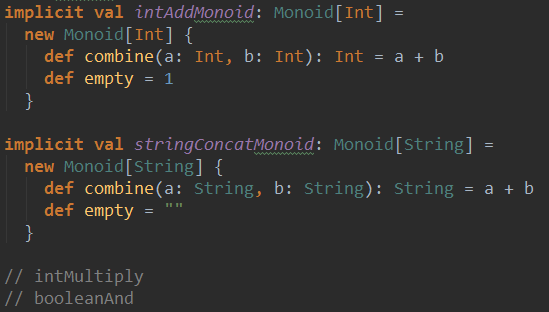 implicit val intAddMonoid: Monoid[Int] =
  new Monoid[Int] {
    def combine(a: Int, b: Int): Int = a + b
    def empty = 1
  }

implicit val stringConcatMonoid: Monoid[String] =
  new Monoid[String] {
    def combine(a: String, b: String): String = a + b
    def empty = ""
  }

// intMultiply
// booleanAnd